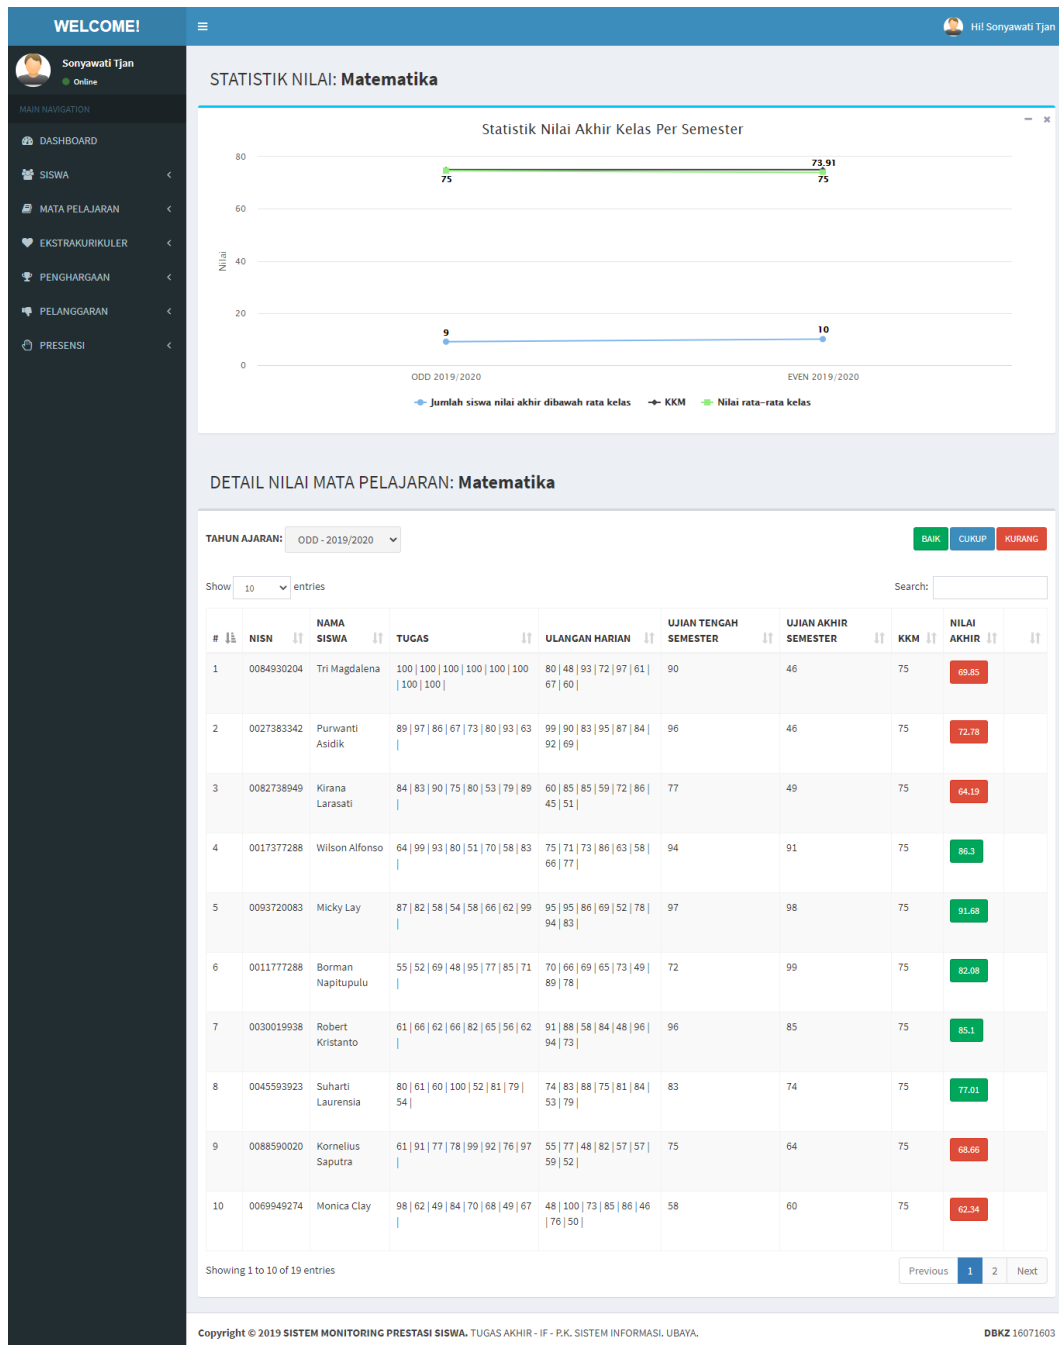 WELCOME!
Hi! Sonyawati Tjan
Sonyawati Tjan
Online
MAIN NAVIGATION
DASHBOARD
SISWA
MATA PELAJARAN
EKSTRAKURIKULER
PENGHARGAAN
PELANGGARAN
PRESENSI
STATISTIK NILAI: Matematika
Statistik Nilai Akhir Kelas Per Semester
80
60
40
20
0
Nilai
75
73.91
75
9
10
ODD 2019/2020
EVEN 2019/2020
Jumlah siswa nilai akhir dibawah rata kelas
KKM
Nilai rata-rata kelas
DETAIL NILAI MATA PELAJARAN: Matematika
TAHUN AJARAN: ODD - 2019/2020
BAIK CUKUP KURANG
Show 10 entries
Search:
# NISN NAMA SISWA TUGAS ULANGAN HARIAN UJIAN TENGAH SEMESTER UJIAN AKHIR SEMESTER KKM NILAI AKHIR
1 0084930204 Tri Magdalena 100 | 100 | 100 | 100 | 100 | 100 | 100 | 100 | 80 | 48 | 93 | 72 | 97 | 61 | 67 | 60 | 90 46 75 69.85
2 0027383342 Purwanti Asidik 89 | 97 | 86 | 67 | 73 | 80 | 93 | 63 | 99 | 90 | 83 | 95 | 87 | 84 | 92 | 69 | 96 46 75 72.78
3 0082738949 Kirana Larasati 84 | 83 | 90 | 75 | 80 | 53 | 79 | 89 | 60 | 85 | 85 | 59 | 72 | 86 | 45 | 51 | 77 49 75 64.19
4 0017377288 Wilson Alfonso 64 | 99 | 93 | 80 | 51 | 70 | 58 | 83 | 75 | 71 | 73 | 86 | 63 | 58 | 66 | 77 | 94 91 75 86.3
5 0093720083 Micky Lay 87 | 82 | 58 | 54 | 58 | 66 | 62 | 99 | 95 | 95 | 86 | 69 | 52 | 78 | 94 | 83 | 97 98 75 91.68
6 0011777288 Borman Napitupulu 55 | 52 | 69 | 48 | 95 | 77 | 85 | 71 | 70 | 66 | 69 | 65 | 73 | 49 | 89 | 78 | 72 99 75 82.08
7 0030019938 Robert Kristanto 61 | 66 | 62 | 66 | 82 | 65 | 56 | 62 | 91 | 88 | 58 | 84 | 48 | 96 | 94 | 73 | 96 85 75 85.1
8 0045593923 Suharti Laurensia 80 | 61 | 60 | 100 | 52 | 81 | 79 | 54 | 74 | 83 | 88 | 75 | 81 | 84 | 53 | 79 | 83 74 75 77.01
9 0088590020 Kornelius Saputra 61 | 91 | 77 | 78 | 99 | 92 | 76 | 97 | 55 | 77 | 48 | 82 | 57 | 57 | 59 | 52 | 75 64 75 68.66
10 0069949274 Monica Clay 98 | 62 | 49 | 84 | 70 | 68 | 49 | 67 | 48 | 100 | 73 | 85 | 86 | 46 | 76 | 50 | 58 60 75 62.34
Showing 1 to 10 of 19 entries
Previous 1 2 Next
Copyright © 2019 SISTEM MONITORING PRESTASI SISWA. TUGAS AKHIR - IF - P.K. SISTEM INFORMASI. UBAYA.
DBKZ 16071603